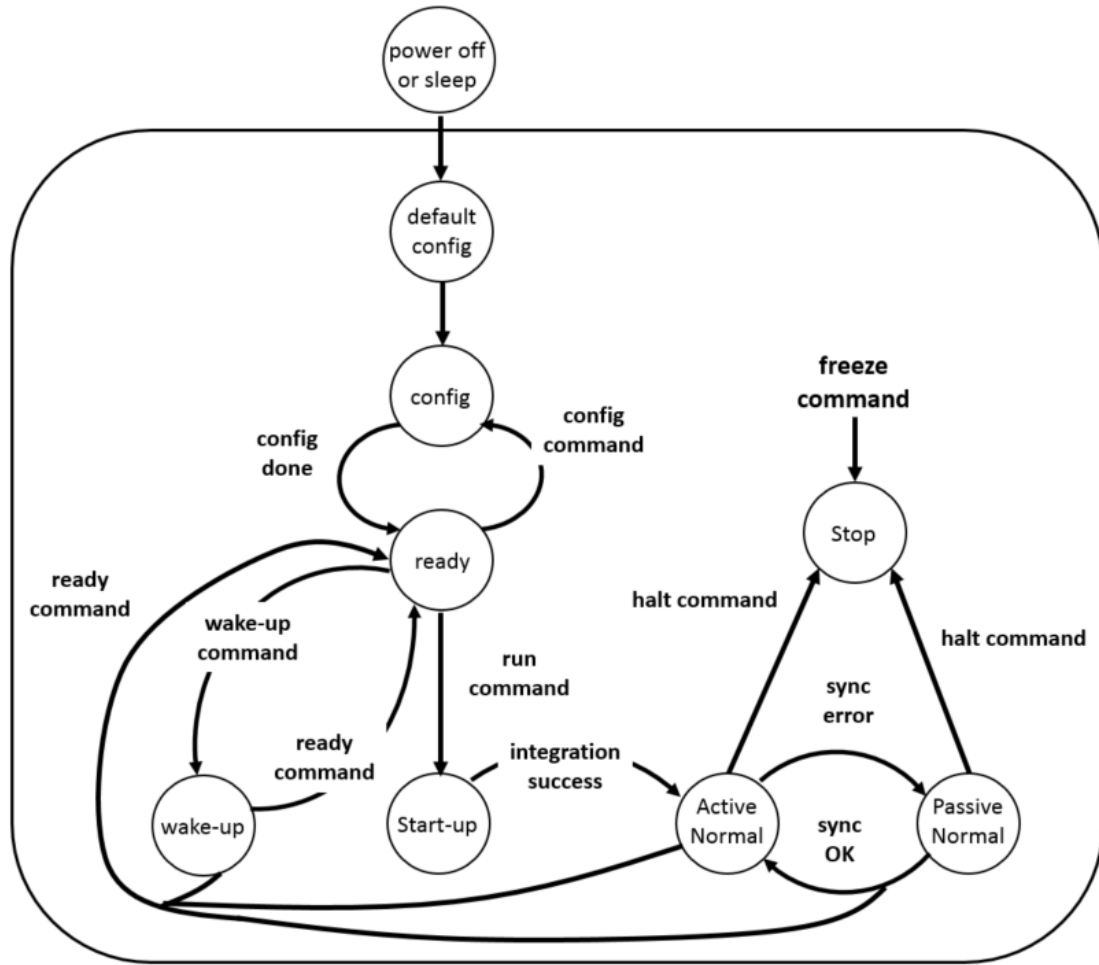 power off
or sleep
default
config
config
config
done
config
command
freeze
command
ready
Stop
ready
command
wake-up
command
halt command
halt command
run
command
sync
error
ready
command
integration
success
wake-up
Start-up
Active
Normal
sync
OK
Passive
Normal